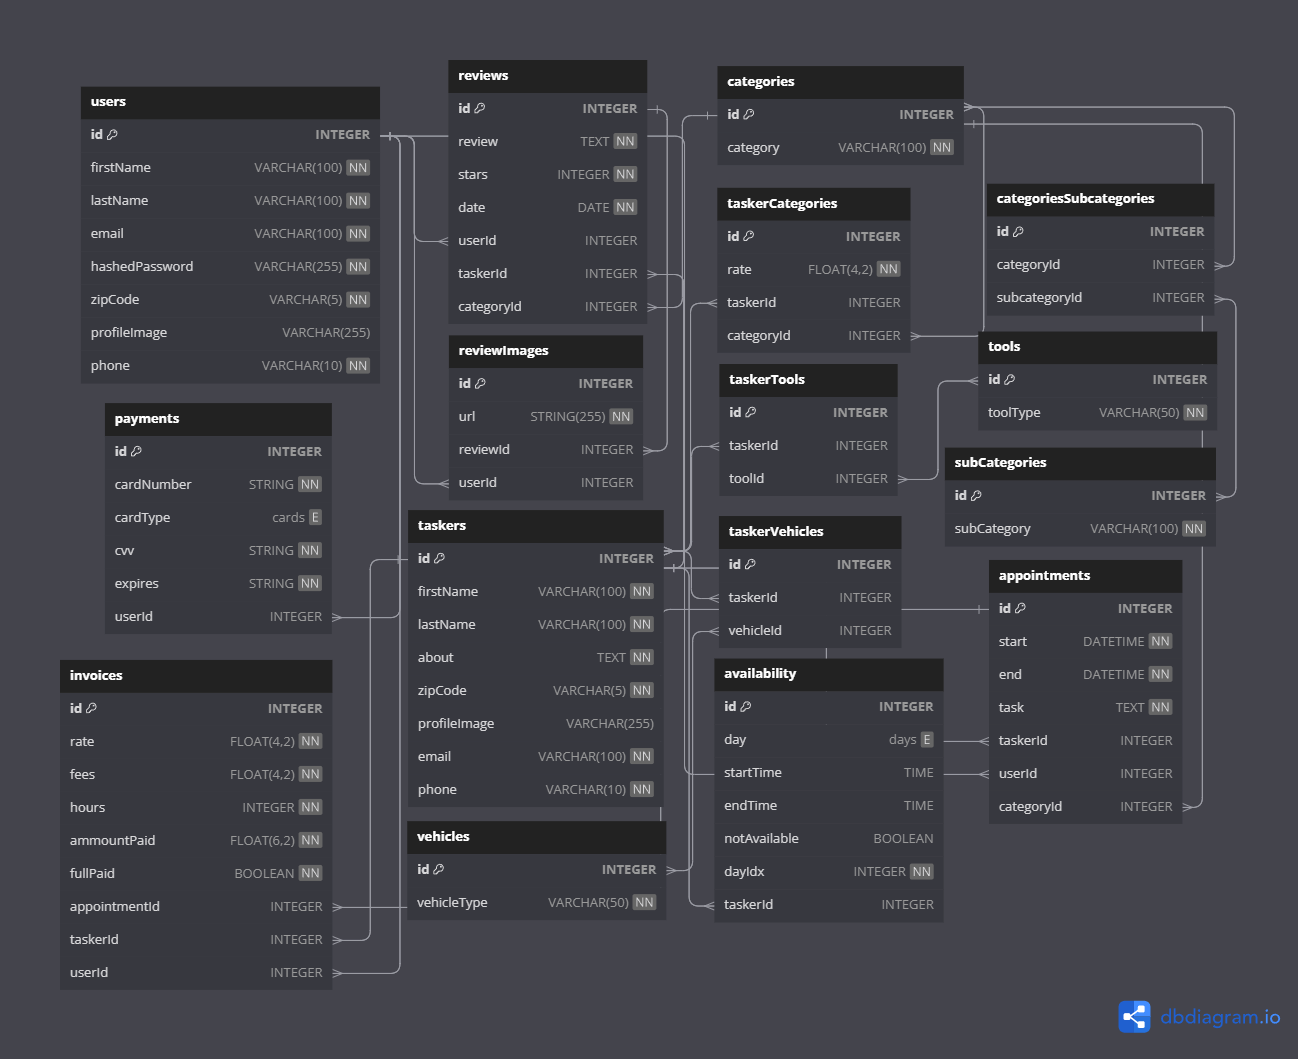 users
id INTEGER
firstName VARCHAR(100) NN
lastName VARCHAR(100) NN
email VARCHAR(100) NN
hashedPassword VARCHAR(255) NN
zipCode VARCHAR(5) NN
profileImage VARCHAR(255)
phone VARCHAR(10) NN
payments
id INTEGER
cardNumber STRING NN
cardType cards E
cvv STRING NN
expires STRING NN
userId INTEGER
invoices
id INTEGER
rate FLOAT(4,2) NN
fees FLOAT(4,2) NN
hours INTEGER NN
ammountPaid FLOAT(6,2) NN
fullPaid BOOLEAN NN
appointmentId INTEGER
taskerId INTEGER
userId INTEGER
reviews
id INTEGER
review TEXT NN
stars INTEGER NN
date DATE NN
userId INTEGER
taskerId INTEGER
categoryId INTEGER
reviewImages
id INTEGER
url STRING(255) NN
reviewId INTEGER
userId INTEGER
taskers
id INTEGER
firstName VARCHAR(100) NN
lastName VARCHAR(100) NN
about TEXT NN
zipCode VARCHAR(5) NN
profileImage VARCHAR(255)
email VARCHAR(100) NN
phone VARCHAR(10) NN
vehicles
id INTEGER
vehicleType VARCHAR(50) NN
categories
id INTEGER
category VARCHAR(100) NN
taskerCategories
id INTEGER
rate FLOAT(4,2) NN
taskerId INTEGER
categoryId INTEGER
taskerTools
id INTEGER
taskerId INTEGER
toolId INTEGER
taskerVehicles
id INTEGER
taskerId INTEGER
vehicleId INTEGER
availability
id INTEGER
day days E
startTime TIME
endTime TIME
notAvailable BOOLEAN
dayIdx INTEGER NN
taskerId INTEGER
categoriesSubcategories
id INTEGER
categoryId INTEGER
subcategoryId INTEGER
tools
id INTEGER
toolType VARCHAR(50) NN
subCategories
id INTEGER
subCategory VARCHAR(100) NN
appointments
id INTEGER
start DATETIME NN
end DATETIME NN
task TEXT NN
taskerId INTEGER
userId INTEGER
categoryId INTEGER
dbdiagram.io